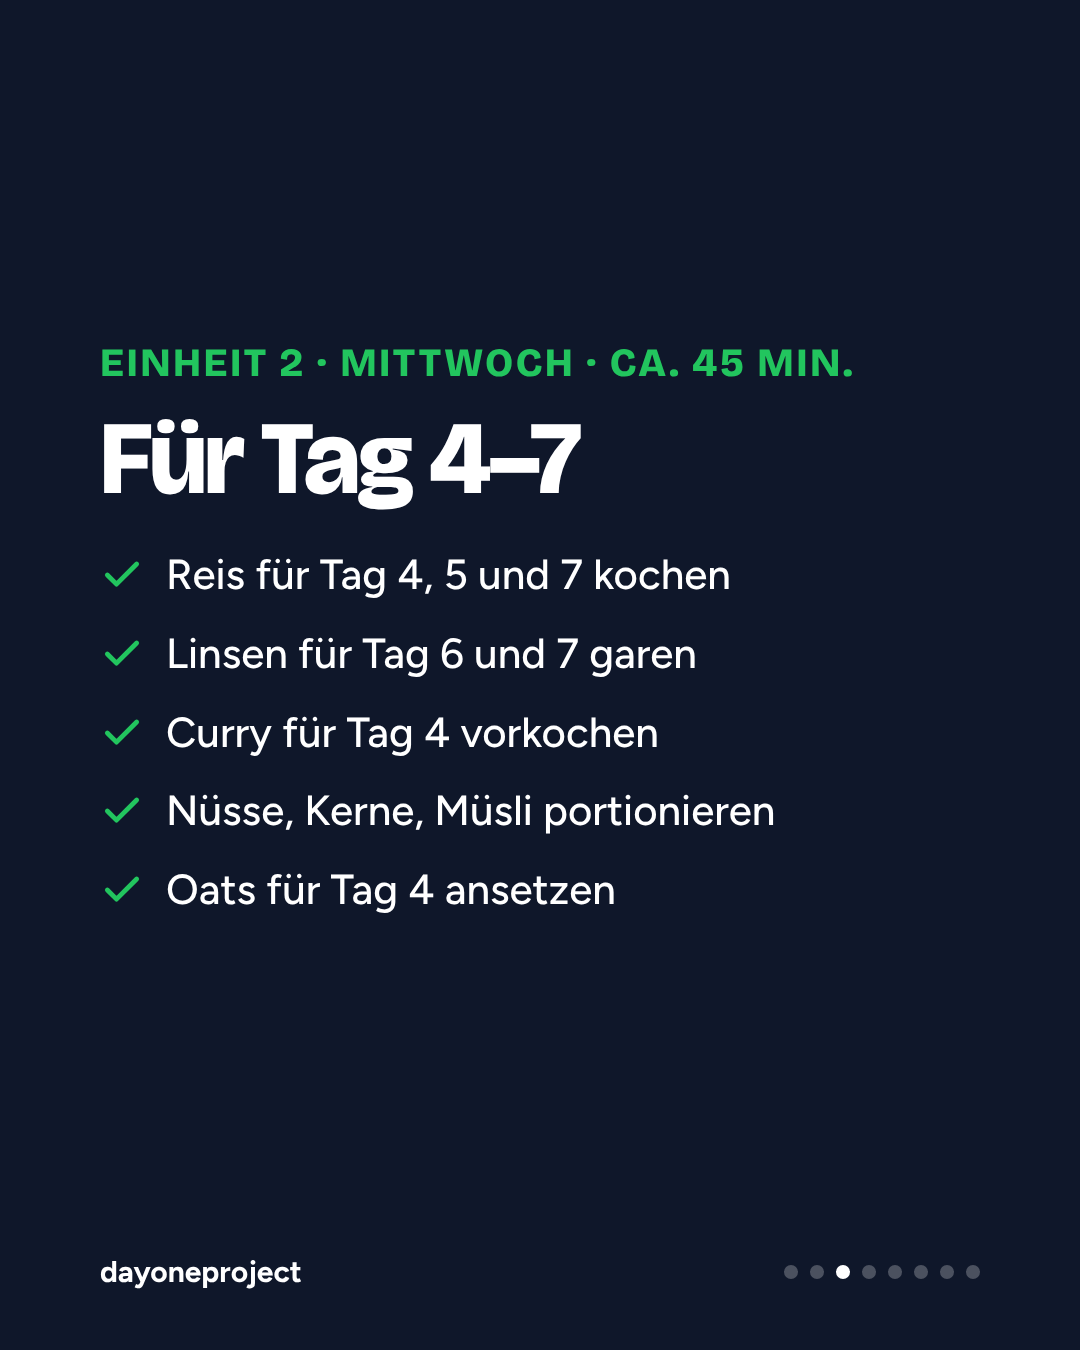 EINHEIT 2 · MITTWOCH · CA. 45 MIN.
Für Tag 4–7
Reis für Tag 4, 5 und 7 kochen
Linsen für Tag 6 und 7 garen
Curry für Tag 4 vorkochen
Nüsse, Kerne, Müsli portionieren
Oats für Tag 4 ansetzen
dayoneproject